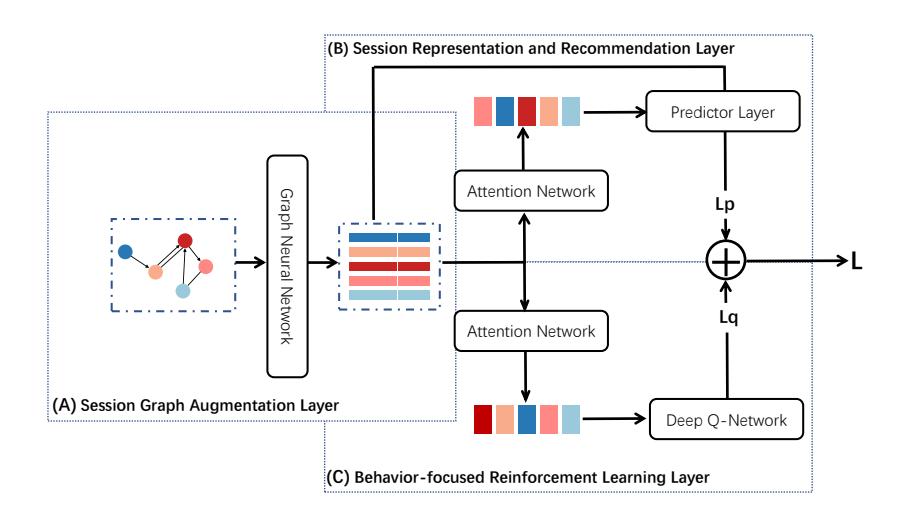 (B) Session Representation and Recommendation Layer
Predictor Layer
Attention Network
Lp
Graph Neural Network
L
Lq
Attention Network
(A) Session Graph Augmentation Layer
Deep Q-Network
(C) Behavior-focused Reinforcement Learning Layer